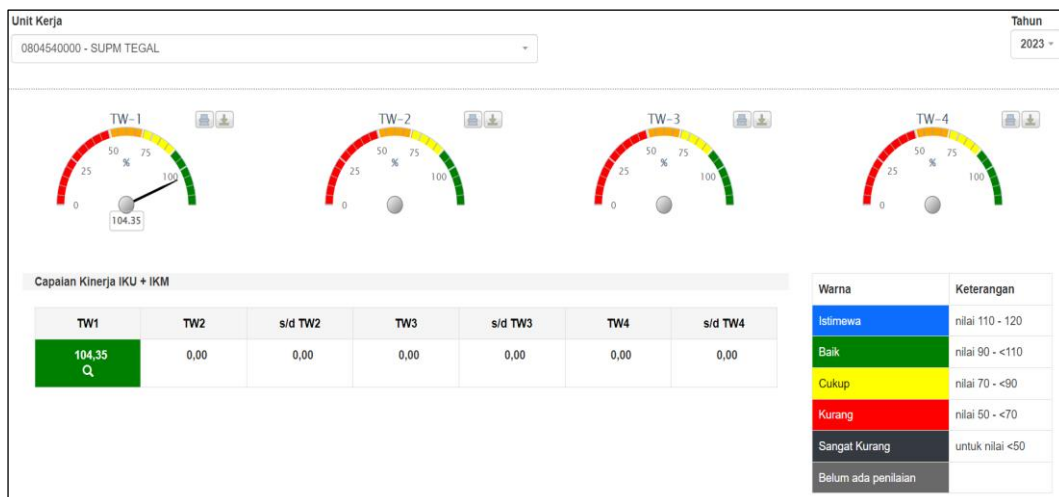 Unit Kerja
Tahun
0804540000 - SUPM TEGAL
2023
TW-1
TW-2
TW-3
TW-4
0 25 50 75 100
%
104.35
0 25 50 75 100
%
0 25 50 75 100
%
0 25 50 75 100
%
Capaian Kinerja IKU + IKM
TW1 TW2 s/d TW2 TW3 s/d TW3 TW4 s/d TW4
104,35 0,00 0,00 0,00 0,00 0,00 0,00
Warna Keterangan
Istimewa nilai 110 - 120
Baik nilai 90 - <110
Cukup nilai 70 - <90
Kurang nilai 50 - <70
Sangat Kurang untuk nilai <50
Belum ada penilaian